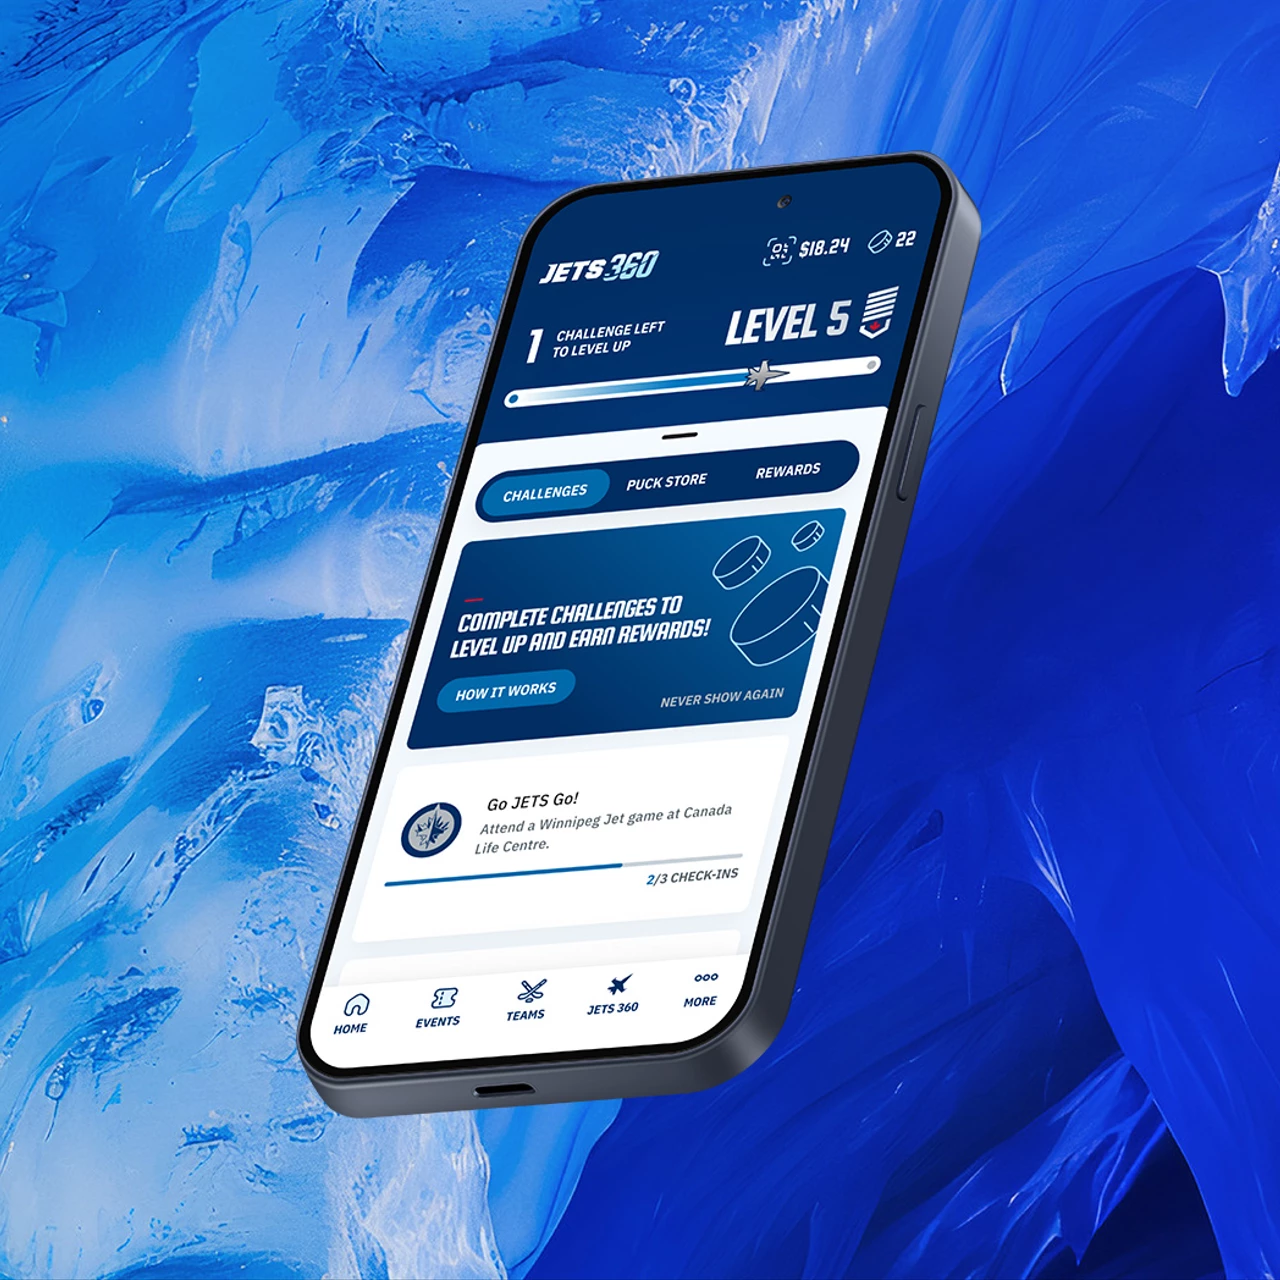 JETS 360
$18.24
22
1
CHALLENGE LEFT
TO LEVEL UP
LEVEL 5
CHALLENGES
PUCK STORE
REWARDS
COMPLETE CHALLENGES TO
LEVEL UP AND EARN REWARDS!
HOW IT WORKS
NEVER SHOW AGAIN
Go JETS Go!
Attend a Winnipeg Jet game at Canada
Life Centre.
2/3 CHECK-INS
HOME
EVENTS
TEAMS
JETS 360
MORE